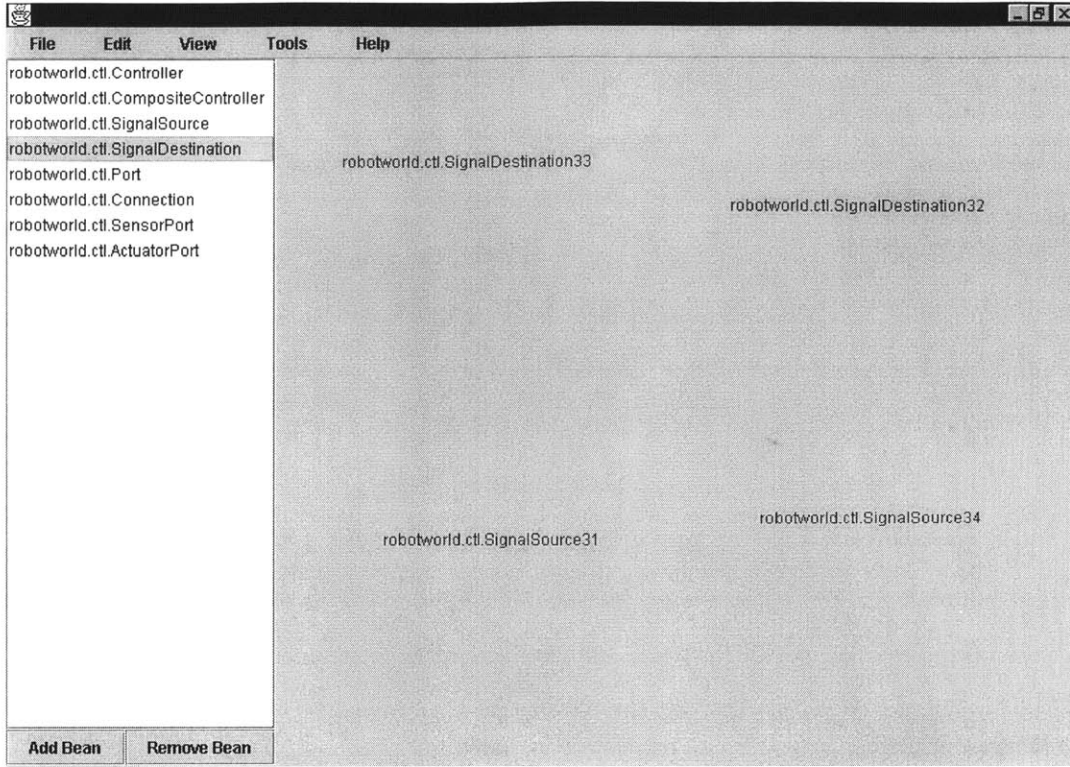 File Edit View Tools Help
robotworld.ctl.Controller
robotworld.ctl.CompositeController
robotworld.ctl.SignalSource
robotworld.ctl.SignalDestination
robotworld.ctl.Port
robotworld.ctl.Connection
robotworld.ctl.SensorPort
robotworld.ctl.ActuatorPort
Add Bean Remove Bean
robotworld.ctl.SignalDestination33
robotworld.ctl.SignalDestination32
robotworld.ctl.SignalSource34
robotworld.ctl.SignalSource31